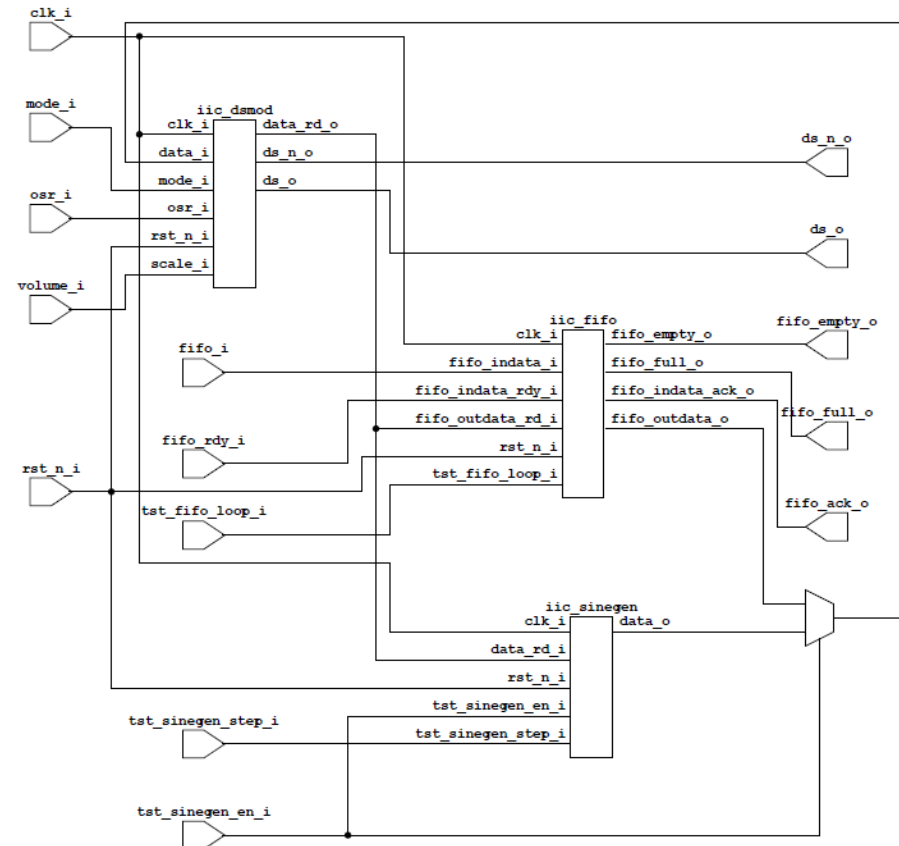 clk_i
mode_i
iic_dsmod
clk_i data_rd_o
ds_n_o
data_i ds_n_o
mode_i ds_o
osr_i
osr_i
ds_o
rst_n_i
scale_i
volume_i
iic_fifo
fifo_empty_o
clk_i fifo_empty_o
fifo_i
fifo_indata_i fifo_full_o
fifo_indata_rdy_i fifo_indata_ack_o
fifo_full_o
fifo_outdata_rd_i fifo_outdata_o
fifo_rdy_i
rst_n_i
rst_n_i
tst_fifo_loop_i
fifo_ack_o
tst_fifo_loop_i
iic_sinegen
clk_i data_o
data_rd_i
rst_n_i
tst_sinegen_en_i
tst_sinegen_step_i
tst_sinegen_step_i
tst_sinegen_en_i